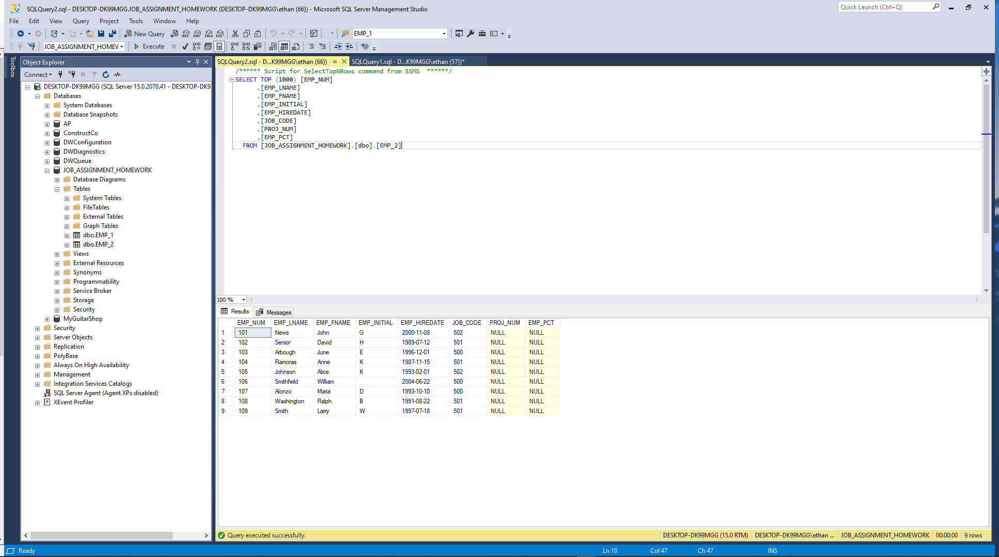 SQLQuery2.sql - DESKTOP-DK99MGG.JOB_ASSIGNMENT_HOMEWORK (DESKTOP-DK99MGG\ethan (66)) - Microsoft SQL Server Management Studio
Quick Launch (Ctrl+Q)
File Edit View Query Project Tools Window Help
New Query MDX DMX XMLA DAX EMP_1
JOB_ASSIGNMENT_HOMEW Execute
Toolbox
Object Explorer
Connect
DESKTOP-DK99MGG (SQL Server 15.0.2070.41 - DESKTOP-DK9
Databases
System Databases
Database Snapshots
AP
ConstructCo
DWConfiguration
DWDiagnostics
DWQueue
JOB_ASSIGNMENT_HOMEWORK
Database Diagrams
Tables
System Tables
FileTables
External Tables
Graph Tables
dbo.EMP_1
dbo.EMP_2
Views
External Resources
Synonyms
Programmability
Service Broker
Storage
Security
MyGuitarShop
Security
Server Objects
Replication
PolyBase
Always On High Availability
Management
Integration Services Catalogs
SQL Server Agent (Agent XPs disabled)
XEvent Profiler
SQLQuery2.sql - D...K99MGG\ethan (66)) SQLQuery1.sql - D...K99MGG\ethan (57))*
/****** Script for SelectTopNRows command from SSMS  ******/
SELECT TOP (1000) [EMP_NUM]
,[EMP_LNAME]
,[EMP_FNAME]
,[EMP_INITIAL]
,[EMP_HIREDATE]
,[JOB_CODE]
,[PROJ_NUM]
,[EMP_PCT]
FROM [JOB_ASSIGNMENT_HOMEWORK].[dbo].[EMP_2]
100 %
Results Messages
EMP_NUM EMP_LNAME EMP_FNAME EMP_INITIAL EMP_HIREDATE JOB_CODE PROJ_NUM EMP_PCT
1 101 News John G 2000-11-08 502 NULL NULL
2 102 Senior David H 1989-07-12 501 NULL NULL
3 103 Arbough June E 1996-12-01 500 NULL NULL
4 104 Ramoras Anne K 1987-11-15 501 NULL NULL
5 105 Johnson Alice K 1993-02-01 502 NULL NULL
6 106 Smithfeild William 2004-06-22 500 NULL NULL
7 107 Alonzo Maria D 1993-10-10 500 NULL NULL
8 108 Washington Ralph B 1991-08-22 501 NULL NULL
9 109 Smith Larry W 1997-07-18 501 NULL NULL
Query executed successfully. DESKTOP-DK99MGG (15.0 RTM) DESKTOP-DK99MGG\ethan ... JOB_ASSIGNMENT_HOMEWORK 00:00:00 9 rows
Ready Ln 10 Col 47 Ch 47 INS